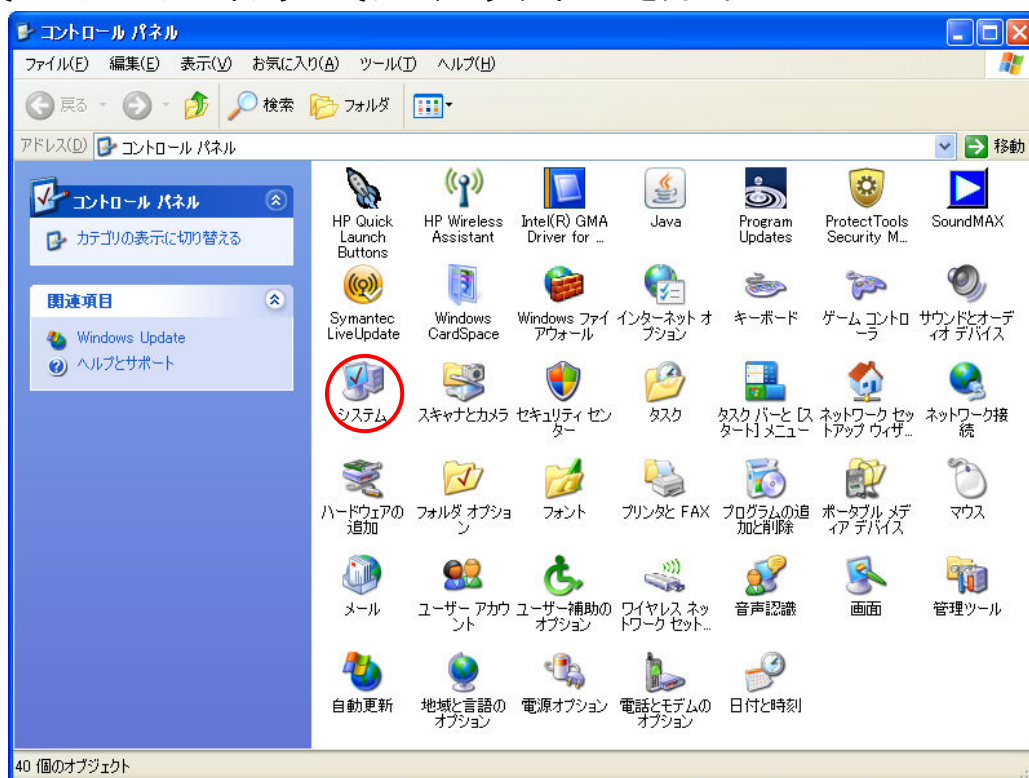 コントロール パネル
ファイル(F) 編集(E) 表示(V) お気に入り(A) ツール(T) ヘルプ(H)
戻る 検索 フォルダ
アドレス(D) コントロール パネル 移動
コントロール パネル
カテゴリの表示に切り替える
関連項目
Windows Update
ヘルプとサポート
HP Quick
Launch
Buttons
HP Wireless
Assistant
Intel(R) GMA
Driver for ...
Java
Program
Updates
ProtectTools
Security M...
SoundMAX
Symantec
LiveUpdate
Windows
CardSpace
Windows ファイ
アウォール
インターネット オ
プション
キーボード
ゲーム コントロ
ーラ
サウンドとオーデ
ィオ デバイス
システム
スキャナとカメラ
セキュリティ セン
ター
タスク
タスク バーと [ス
タート] メニュー
ネットワーク セッ
トアップ ウィザ...
ネットワーク接
続
ハードウェアの
追加
フォルダ オプショ
ン
フォント
プリンタと FAX
プログラムの追
加と削除
ポータブル メデ
ィア デバイス
マウス
メール
ユーザー アカウ
ント
ユーザー補助の
オプション
ワイヤレス ネッ
トワーク セット...
音声認識
画面
管理ツール
自動更新
地域と言語の
オプション
電源オプション
電話とモデムの
オプション
日付と時刻
40 個のオブジェクト